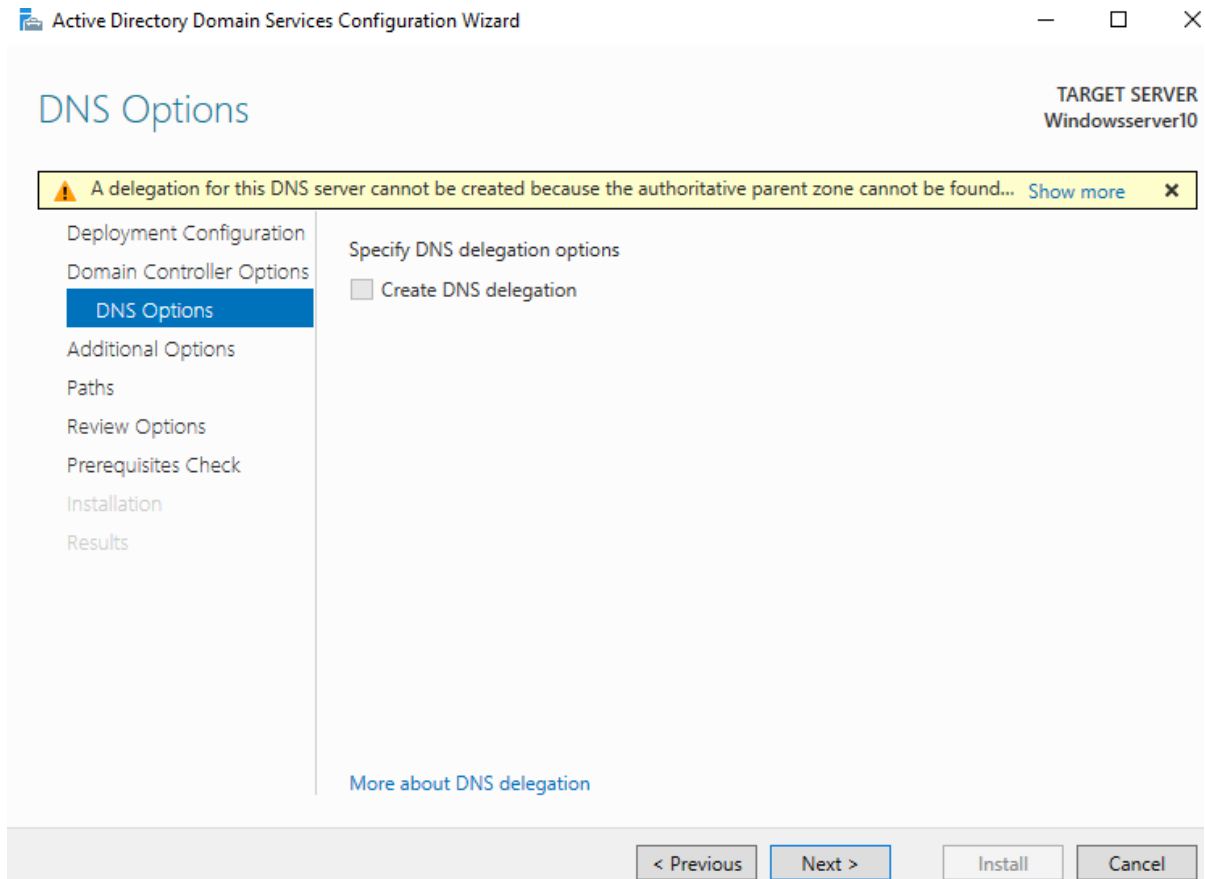 Active Directory Domain Services Configuration Wizard
DNS Options
TARGET SERVER
Windowsserver10
A delegation for this DNS server cannot be created because the authoritative parent zone cannot be found... Show more
Deployment Configuration
Domain Controller Options
DNS Options
Additional Options
Paths
Review Options
Prerequisites Check
Installation
Results
Specify DNS delegation options
Create DNS delegation
More about DNS delegation
< Previous Next > Install Cancel